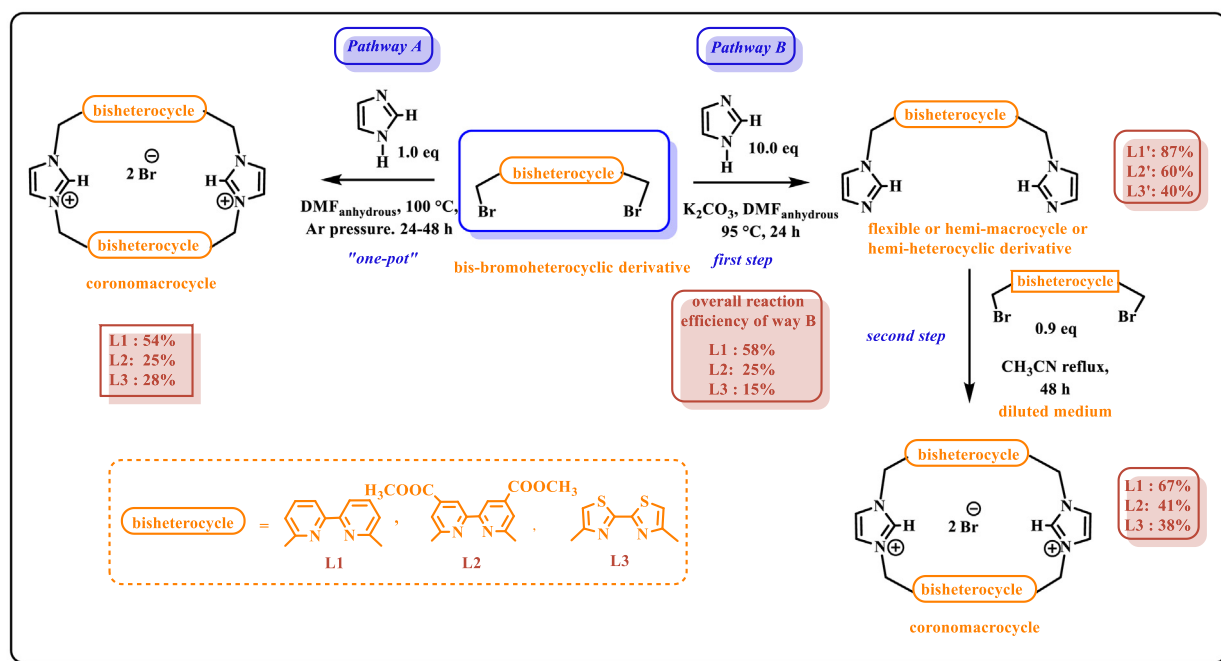 Pathway A
Pathway B
bisheterocycle
2 Br
⊖
N
H
N
⊕
H
N
N
⊕
bisheterocycle
coronomacrocycle
N
H
N
H
1.0 eq
DMFanhydrous, 100 °C,
Ar pressure. 24-48 h
"one-pot"
bisheterocycle
Br
Br
bis-bromoheterocyclic derivative
N
H
N
H
10.0 eq
K2CO3, DMFanhydrous
95 °C, 24 h
first step
bisheterocycle
N
H
N
N
H
N
flexible or hemi-macrocycle or
hemi-heterocyclic derivative
L1': 87%
L2': 60%
L3': 40%
L1 : 54%
L2: 25%
L3 : 28%
overall reaction
efficiency of way B
L1 : 58%
L2: 25%
L3 : 15%
second step
bisheterocycle
Br
Br
0.9 eq
CH3CN reflux,
48 h
diluted medium
bisheterocycle
=
N
N
,
L1
H3COOC
COOCH3
N
N
,
L2
S
S
N
N
L3
bisheterocycle
2 Br
⊖
N
H
N
⊕
H
N
N
⊕
bisheterocycle
coronomacrocycle
L1 : 67%
L2: 41%
L3 : 38%